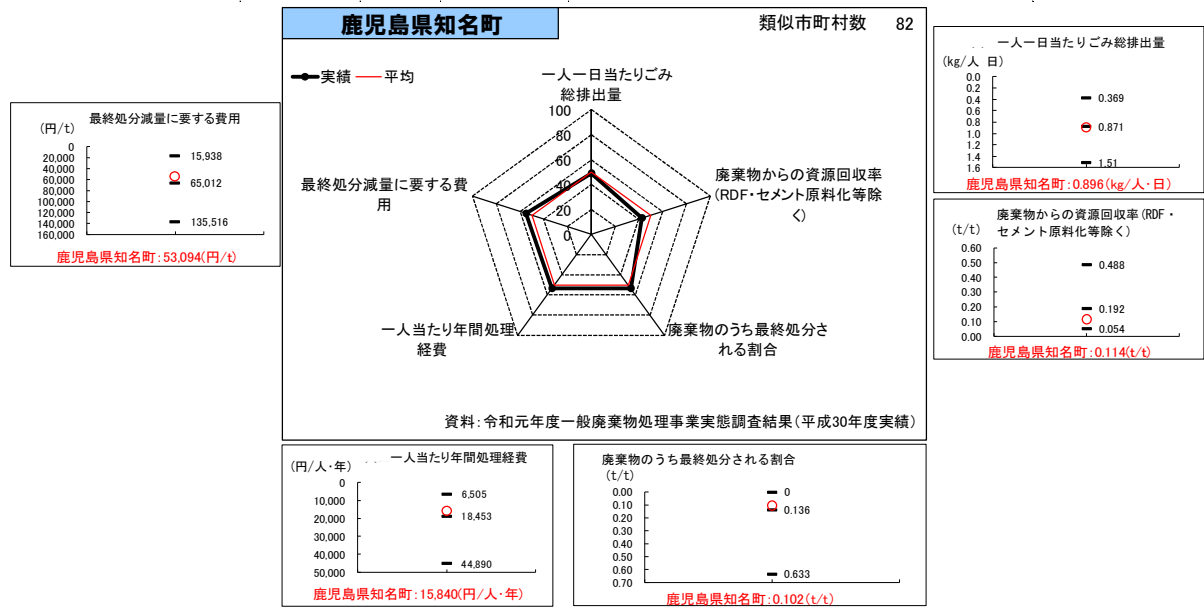 鹿児島県知名町
類似市町村数 82
実績 平均
一人一日当たりごみ
総排出量
100
80
60
40
20
0
廃棄物からの資源回収率
(RDF・セメント原料化等除
く)
廃棄物のうち最終処分さ
れる割合
一人当たり年間処理
経費
最終処分減量に要する費
用
資料:令和元年度一般廃棄物処理事業実態調査結果(平成30年度実績)
最終処分減量に要する費用
(円/t)
0
20,000
40,000
60,000
80,000
100,000
120,000
140,000
160,000
15,938
65,012
135,516
鹿児島県知名町:53,094(円/t)
一人一日当たりごみ総排出量
(kg/人 日)
0.0
0.2
0.4
0.6
0.8
1.0
1.2
1.4
1.6
0.369
0.871
1.51
鹿児島県知名町:0.896(kg/人・日)
廃棄物からの資源回収率(RDF・
セメント原料化等除く)
(t/t)
0.60
0.50
0.40
0.30
0.20
0.10
0.00
0.488
0.192
0.054
鹿児島県知名町:0.114(t/t)
一人当たり年間処理経費
(円/人・年)
0
10,000
20,000
30,000
40,000
50,000
6,505
18,453
44,890
鹿児島県知名町:15,840(円/人・年)
廃棄物のうち最終処分される割合
(t/t)
0.00
0.10
0.20
0.30
0.40
0.50
0.60
0.70
0
0.136
0.633
鹿児島県知名町:0.102(t/t)